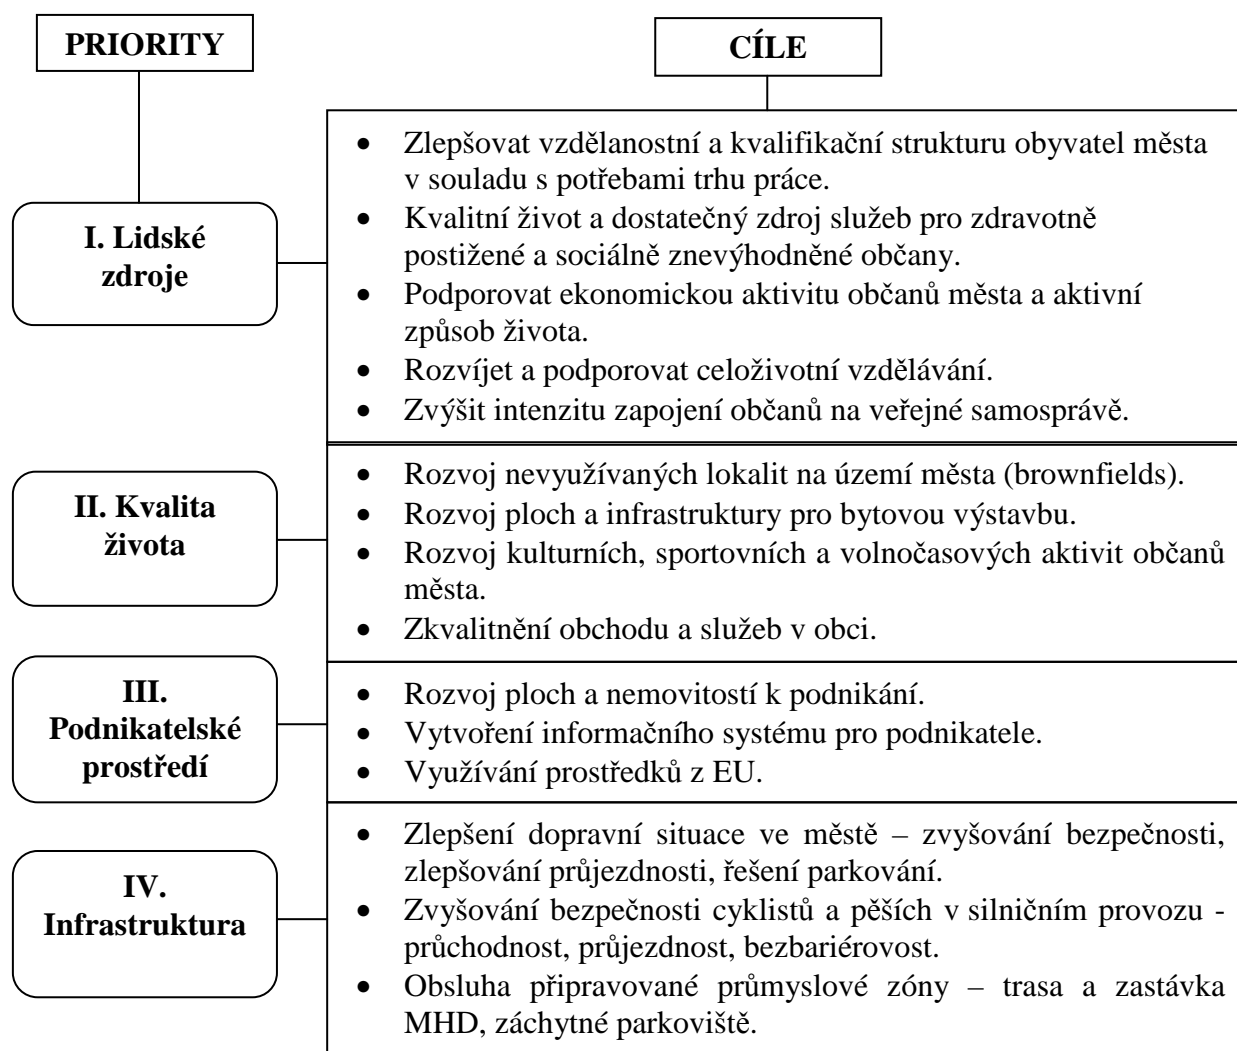 PRIORITY
CÍLE
I. Lidské
zdroje
• Zlepšovat vzdělanostní a kvalifikační strukturu obyvatel města
v souladu s potřebami trhu práce.
• Kvalitní život a dostatečný zdroj služeb pro zdravotně
postižené a sociálně znevýhodněné občany.
• Podporovat ekonomickou aktivitu občanů města a aktivní
způsob života.
• Rozvíjet a podporovat celoživotní vzdělávání.
• Zvýšit intenzitu zapojení občanů na veřejné samosprávě.
II. Kvalita
života
• Rozvoj nevyužívaných lokalit na území města (brownfields).
• Rozvoj ploch a infrastruktury pro bytovou výstavbu.
• Rozvoj kulturních, sportovních a volnočasových aktivit občanů
města.
• Zkvalitnění obchodu a služeb v obci.
III.
Podnikatelské
prostředí
• Rozvoj ploch a nemovitostí k podnikání.
• Vytvoření informačního systému pro podnikatele.
• Využívání prostředků z EU.
IV.
Infrastruktura
• Zlepšení dopravní situace ve městě – zvyšování bezpečnosti,
zlepšování průjezdnosti, řešení parkování.
• Zvyšování bezpečnosti cyklistů a pěších v silničním provozu -
průchodnost, průjezdnost, bezbariérovost.
• Obsluha připravované průmyslové zóny – trasa a zastávka
MHD, záchytné parkoviště.